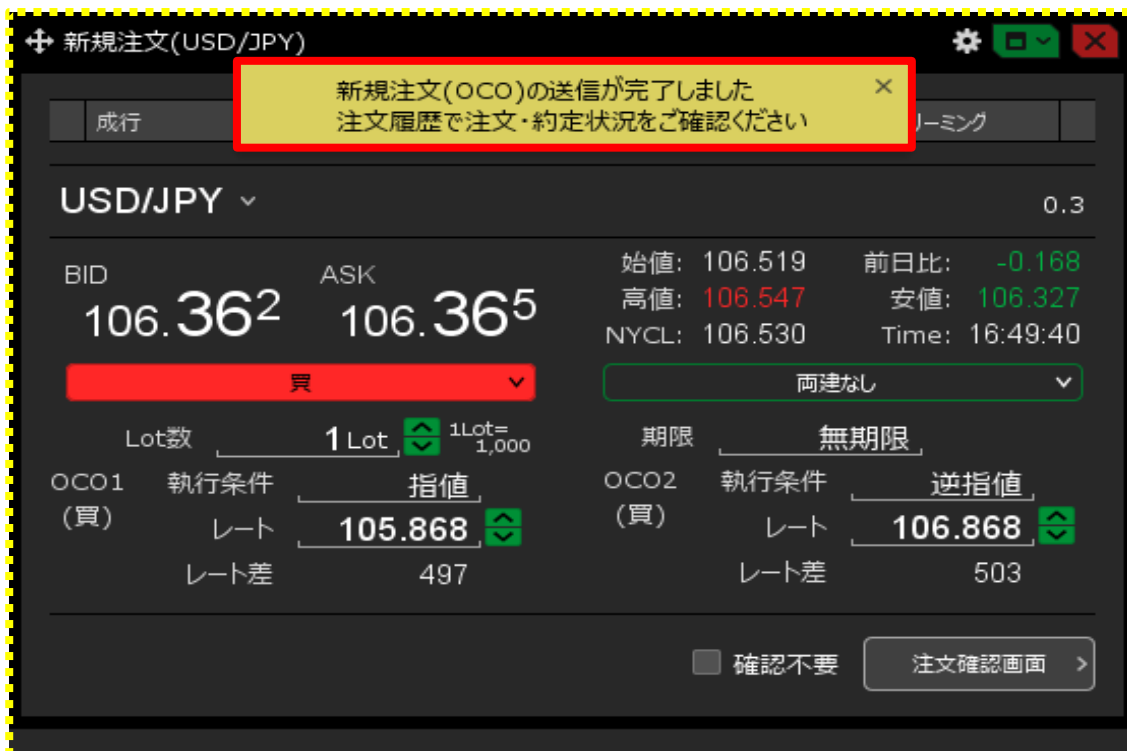 新規注文(USD/JPY)
新規注文(OCO)の送信が完了しました
注文履歴で注文・約定状況をご確認ください
×
成行
リーミング
USD/JPY
0.3
BID
106.362
ASK
106.365
始値: 106.519
前日比: -0.168
高値: 106.547
安値: 106.327
NYCL: 106.530
Time: 16:49:40
買
両建なし
Lot数 1 Lot 1Lot=
1,000
期限 無期限
OCO1 執行条件 指値
(買)
レート 105.868
レート差 497
OCO2 執行条件 逆指値
(買)
レート 106.868
レート差 503
確認不要
注文確認画面 >